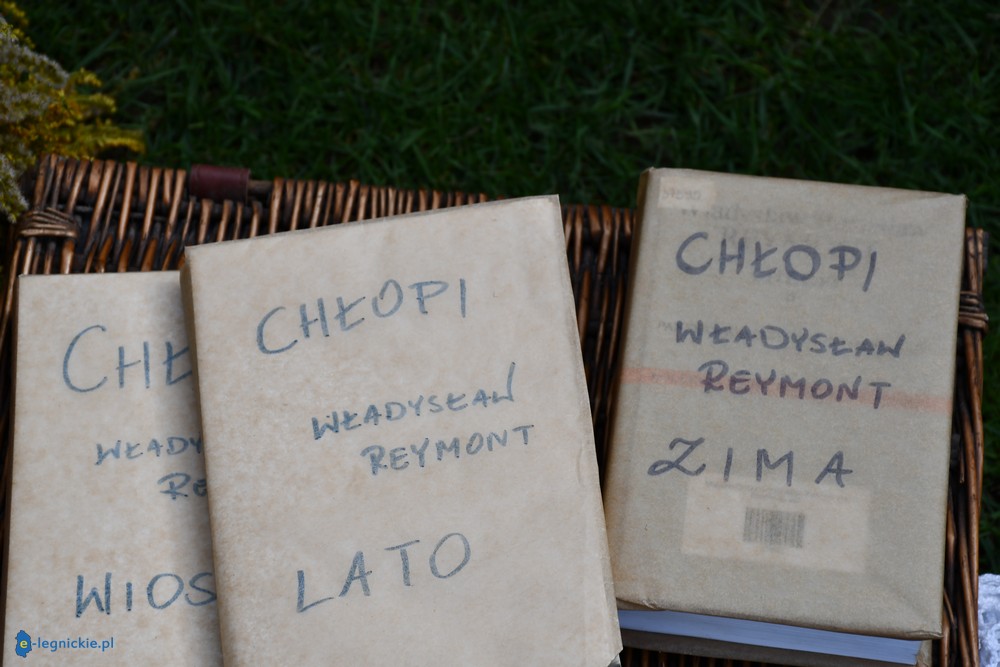 CHŁ
WŁADY
RE
WIOS
CHŁOPI
WŁADYSŁAW
REYMONT
LATO
CHŁOPI
WŁADYSŁAW
REYMONT
ZIMA
e-legnickie.pl